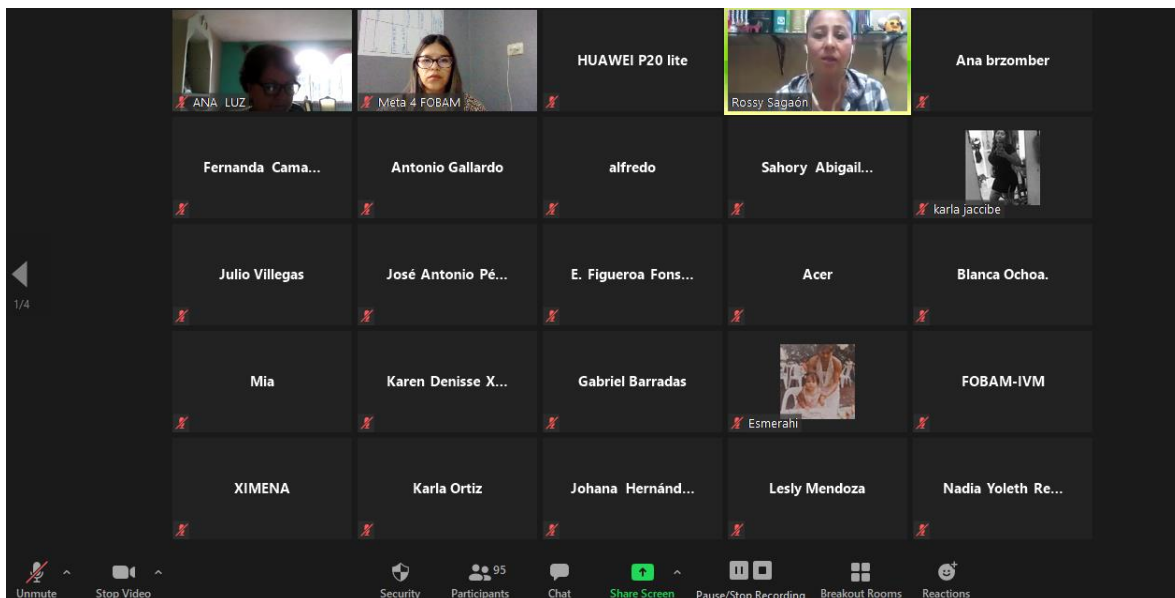 ANA LUZ
Meta 4 FOBAM
HUAWEI P20 lite
Rossy Sagaón
Ana brzomber
Fernanda Cama...
Antonio Gallardo
alfredo
Sahory Abigail...
karla jaccibe
Julio Villegas
José Antonio Pé...
E. Figueroa Fons...
Acer
Blanca Ochoa.
1/4
Mia
Karen Denisse X...
Gabriel Barradas
Esmerahi
FOBAM-IVM
XIMENA
Karla Ortiz
Johana Hernánd...
Lesly Mendoza
Nadia Yoleth Re...
95
Unmute
Stop Video
Security
Participants
Chat
Share Screen
Pause/Stop Recording
Breakout Rooms
Reactions